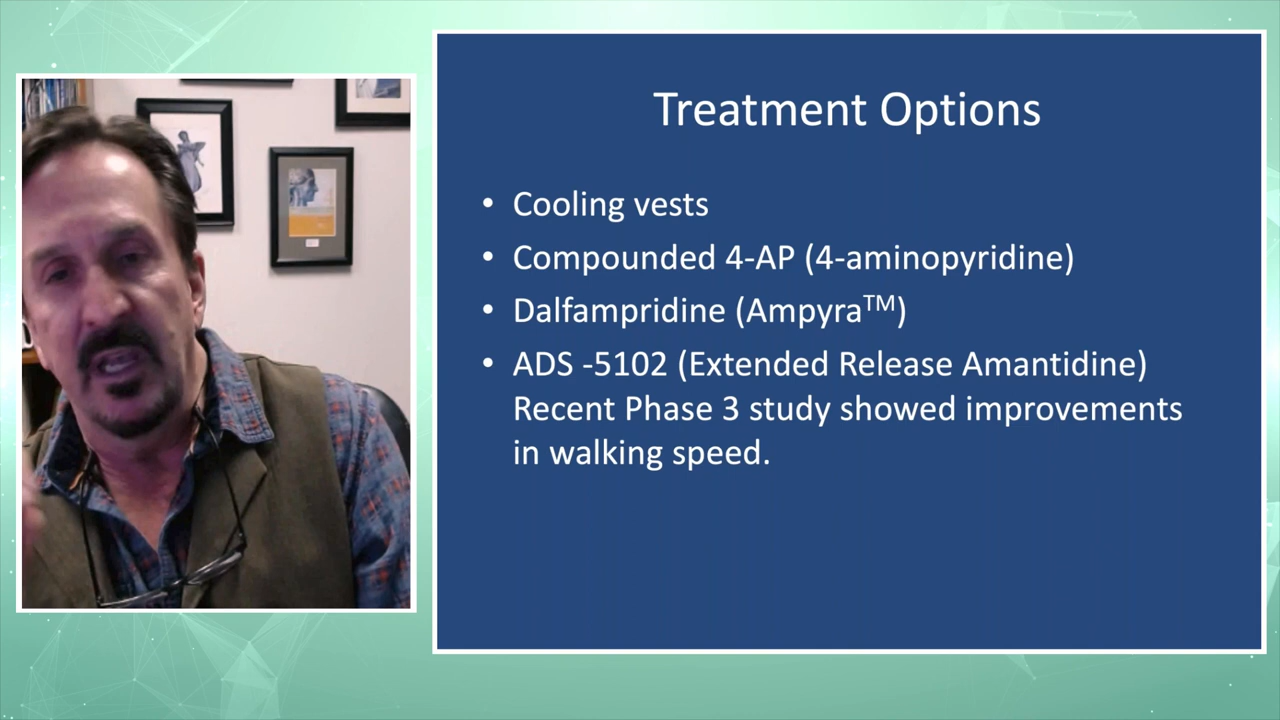 Treatment Options
• Cooling vests
• Compounded 4-AP (4-aminopyridine)
• Dalfampridine (Ampyra™)
• ADS -5102 (Extended Release Amantidine)
Recent Phase 3 study showed improvements
in walking speed.